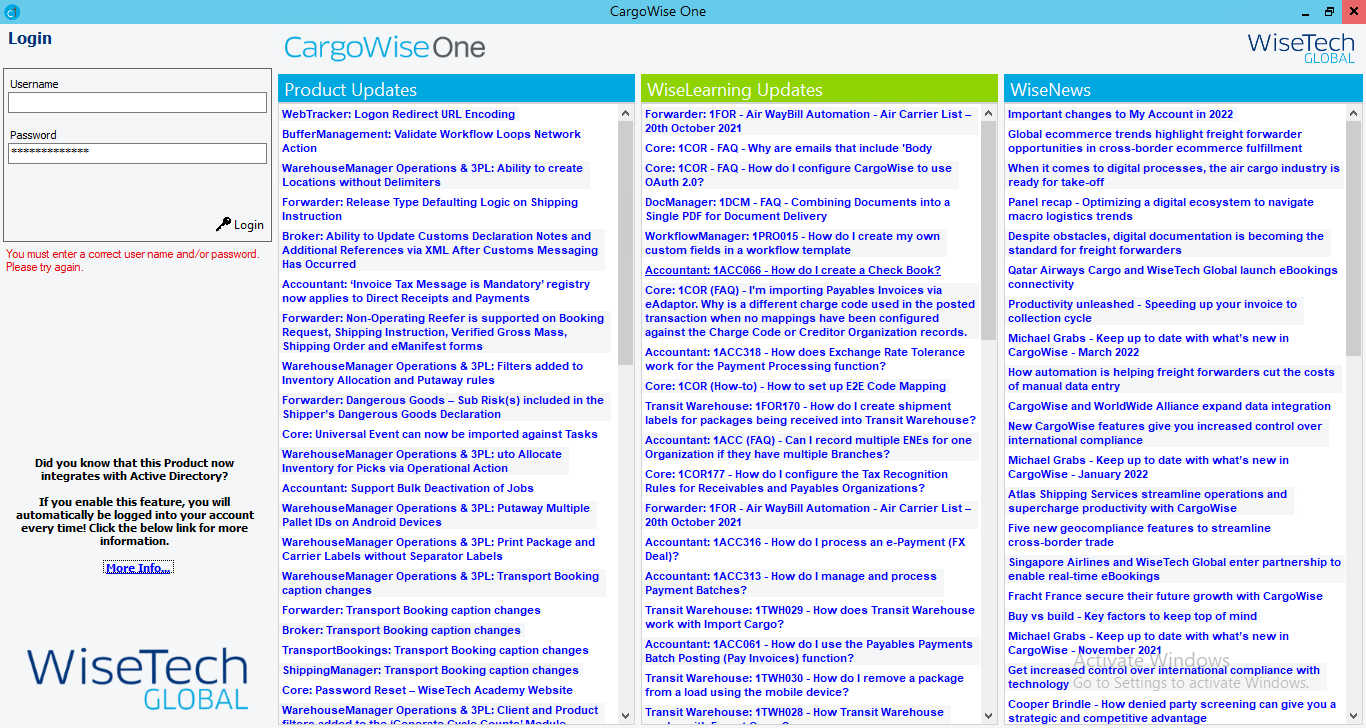 CargoWise One
Login
Username
Password
*************
Login
You must enter a correct user name and/or password.
Please try again.
Did you know that this Product now
integrates with Active Directory?
If you enable this feature, you will
automatically be logged into your account
every time! Click the below link for more
information.
More Info...
WiseTech
GLOBAL
CargoWiseOne
WiseTech
GLOBAL
Product Updates
WebTracker: Logon Redirect URL Encoding
BufferManagement: Validate Workflow Loops Network
Action
WarehouseManager Operations & 3PL: Ability to create
Locations without Delimiters
Forwarder: Release Type Defaulting Logic on Shipping
Instruction
Broker: Ability to Update Customs Declaration Notes and
Additional References via XML After Customs Messaging
Has Occurred
Accountant: ‘Invoice Tax Message is Mandatory’ registry
now applies to Direct Receipts and Payments
Forwarder: Non-Operating Reefer is supported on Booking
Request, Shipping Instruction, Verified Gross Mass,
Shipping Order and eManifest forms
WarehouseManager Operations & 3PL: Filters added to
Inventory Allocation and Putaway rules
Forwarder: Dangerous Goods – Sub Risk(s) included in the
Shipper’s Dangerous Goods Declaration
Core: Universal Event can now be imported against Tasks
WarehouseManager Operations & 3PL: uto Allocate
Inventory for Picks via Operational Action
Accountant: Support Bulk Deactivation of Jobs
WarehouseManager Operations & 3PL: Putaway Multiple
Pallet IDs on Android Devices
WarehouseManager Operations & 3PL: Print Package and
Carrier Labels without Separator Labels
WarehouseManager Operations & 3PL: Transport Booking
caption changes
Forwarder: Transport Booking caption changes
Broker: Transport Booking caption changes
TransportBookings: Transport Booking caption changes
ShippingManager: Transport Booking caption changes
Core: Password Reset – WiseTech Academy Website
WarehouseManager Operations & 3PL: Client and Product
filters added to the ‘Generate Cycle Counts’ Module
WiseLearning Updates
Forwarder: 1FOR - Air WayBill Automation - Air Carrier List –
20th October 2021
Core: 1COR - FAQ - Why are emails that include 'Body
Core: 1COR - FAQ - How do I configure CargoWise to use
OAuth 2.0?
DocManager: 1DCM - FAQ - Combining Documents into a
Single PDF for Document Delivery
WorkflowManager: 1PRO015 - How do I create my own
custom fields in a workflow template
Accountant: 1ACC066 - How do I create a Check Book?
Core: 1COR (FAQ) - I'm importing Payables Invoices via
eAdaptor. Why is a different charge code used in the posted
transaction when no mappings have been configured
against the Charge Code or Creditor Organization records.
Accountant: 1ACC318 - How does Exchange Rate Tolerance
work for the Payment Processing function?
Core: 1COR (How-to) - How to set up E2E Code Mapping
Transit Warehouse: 1FOR170 - How do I create shipment
labels for packages being received into Transit Warehouse?
Accountant: 1ACC (FAQ) - Can I record multiple ENEs for one
Organization if they have multiple Branches?
Core: 1COR177 - How do I configure the Tax Recognition
Rules for Receivables and Payables Organizations?
Forwarder: 1FOR - Air WayBill Automation - Air Carrier List –
20th October 2021
Accountant: 1ACC316 - How do I process an e-Payment (FX
Deal)?
Accountant: 1ACC313 - How do I manage and process
Payment Batches?
Transit Warehouse: 1TWH029 - How does Transit Warehouse
work with Import Cargo?
Accountant: 1ACC061 - How do I use the Payables Payments
Batch Posting (Pay Invoices) function?
Transit Warehouse: 1TWH030 - How do I remove a package
from a load using the mobile device?
Transit Warehouse: 1TWH028 - How Transit Warehouse
WiseNews
Important changes to My Account in 2022
Global ecommerce trends highlight freight forwarder
opportunities in cross-border ecommerce fulfillment
When it comes to digital processes, the air cargo industry is
ready for take-off
Panel recap - Optimizing a digital ecosystem to navigate
macro logistics trends
Despite obstacles, digital documentation is becoming the
standard for freight forwarders
Qatar Airways Cargo and WiseTech Global launch eBookings
connectivity
Productivity unleashed - Speeding up your invoice to
collection cycle
Michael Grabs - Keep up to date with what's new in
CargoWise - March 2022
How automation is helping freight forwarders cut the costs
of manual data entry
CargoWise and WorldWide Alliance expand data integration
New CargoWise features give you increased control over
international compliance
Michael Grabs - Keep up to date with what's new in
CargoWise - January 2022
Atlas Shipping Services streamline operations and
supercharge productivity with CargoWise
Five new geocompliance features to streamline
cross-border trade
Singapore Airlines and WiseTech Global enter partnership to
enable real-time eBookings
Fracht France secure their future growth with CargoWise
Buy vs build - Key factors to keep top of mind
Michael Grabs - Keep up to date with what's new in
CargoWise - November 2021
Get increased control over international compliance with
technology
Cooper Brindle - How denied party screening can give you a
strategic and competitive advantage
Activate Windows
Go to Settings to activate Windows.